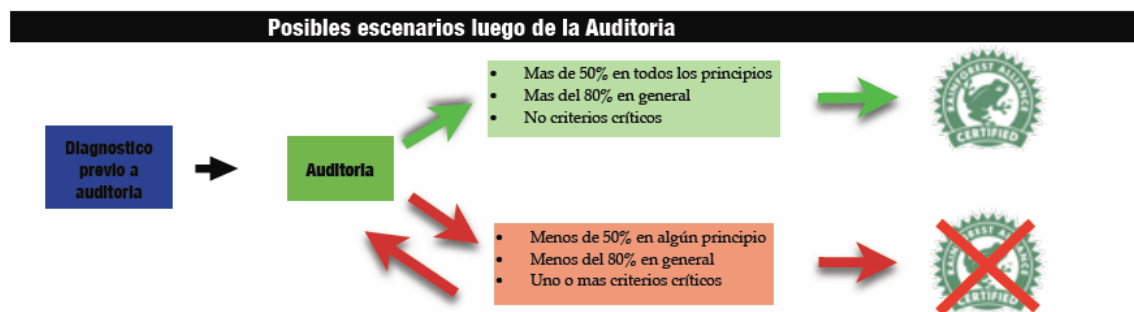 Posibles escenarios luego de la Auditoria
• Mas de 50% en todos los principios
• Mas del 80% en general
• No criterios críticos
RAINFOREST ALLIANCE
CERTIFIED
Diagnostico
previo a
auditoria
Auditoria
• Menos de 50% en algún principio
• Menos del 80% en general
• Uno o mas criterios críticos
CERTIFIED